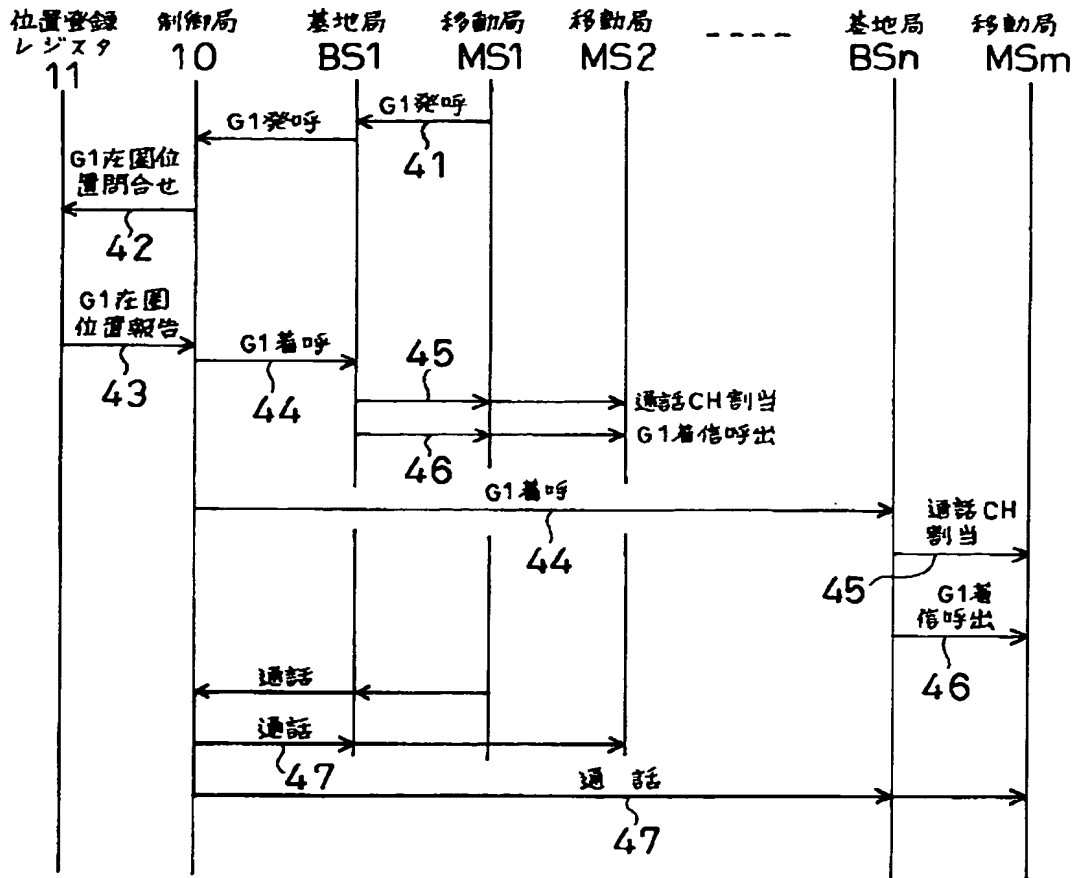 位置登録
レジスタ
11
制御局
10
基地局
BS1
移動局
MS1
移動局
MS2
----
基地局
BSn
移動局
MSm
G1発呼
41
G1発呼
G1在圏位
置問合せ
42
G1在圏
位置報告
43
G1着呼
44
45
通話CH割当
46
G1着信呼出
G1着呼
44
通話CH
割当
45
G1着
信呼出
46
通話
通話
47
通 話
47